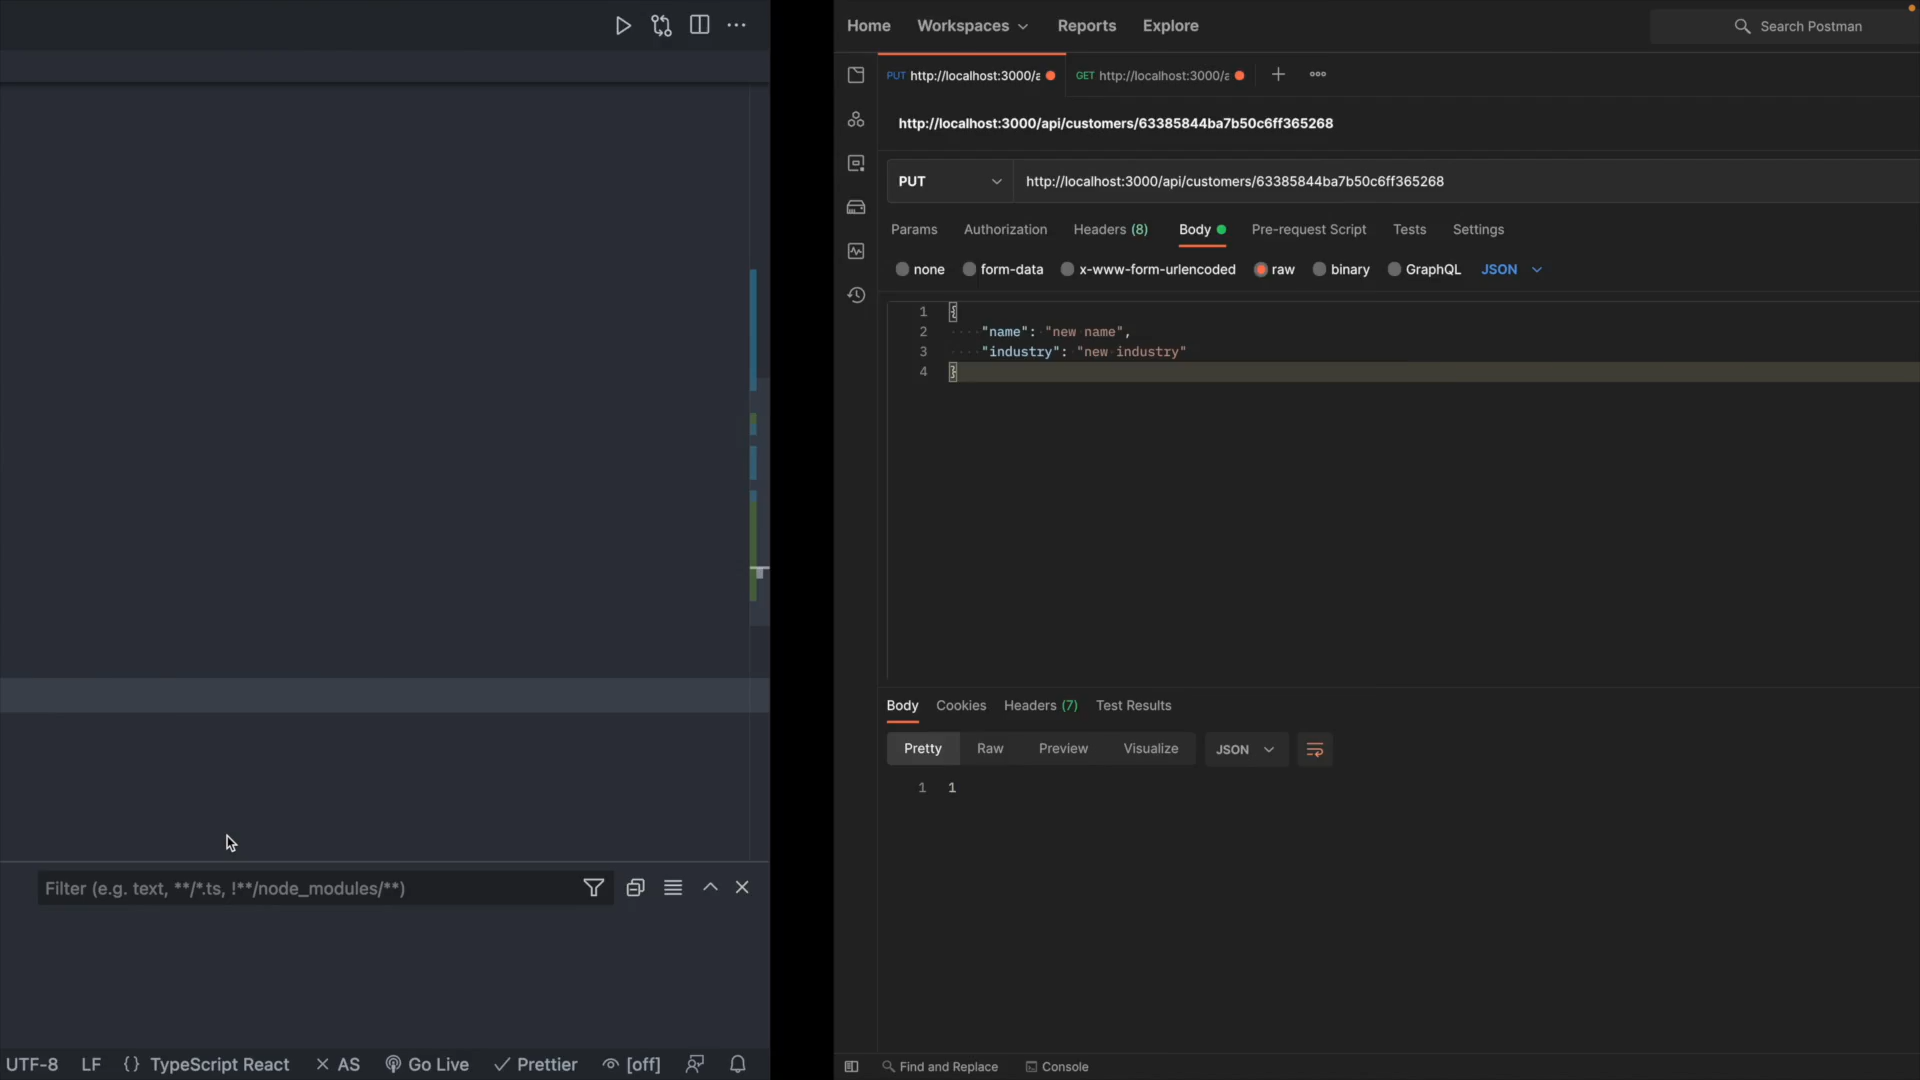 Home Workspaces Reports Explore Search Postman
PUT http://localhost:3000/a GET http://localhost:3000/a
http://localhost:3000/api/customers/63385844ba7b50c6ff365268
PUT http://localhost:3000/api/customers/63385844ba7b50c6ff365268
Params Authorization Headers (8) Body Pre-request Script Tests Settings
none form-data x-www-form-urlencoded raw binary GraphQL JSON
1 {
2 "name": "new name",
3 "industry": "new industry"
4 }
Body Cookies Headers (7) Test Results
Pretty Raw Preview Visualize JSON
1 1
Filter (e.g. text, **/*.ts, !**/node_modules/**)
UTF-8 LF {} TypeScript React AS Go Live Prettier [off]
Find and Replace Console